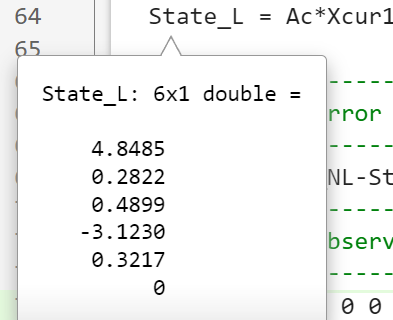 64 State_L = Ac*Xcur1
65
State_L: 6x1 double =
4.8485
0.2822
0.4899
-3.1230
0.3217
0
-----
rror
-----
NL-St
-----
bserv
-----
0 0